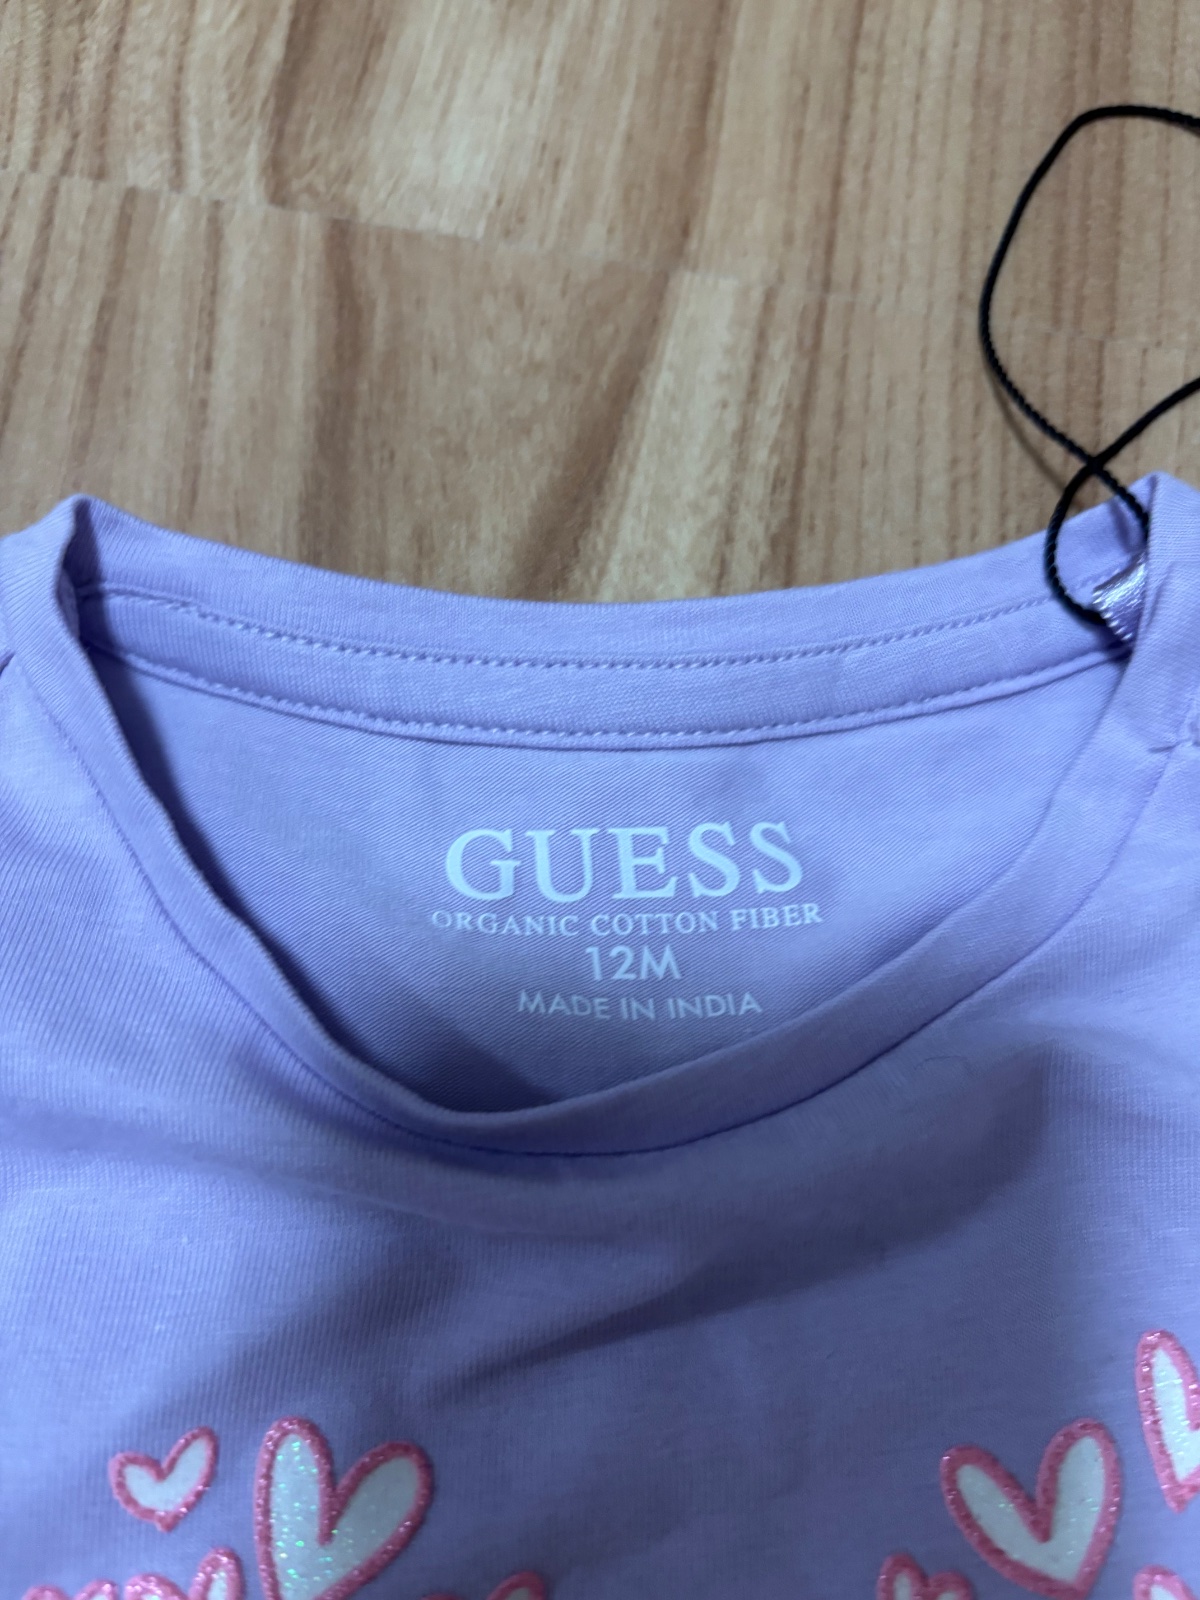 GUESS
ORGANIC COTTON FIBER
12M
MADE IN INDIA